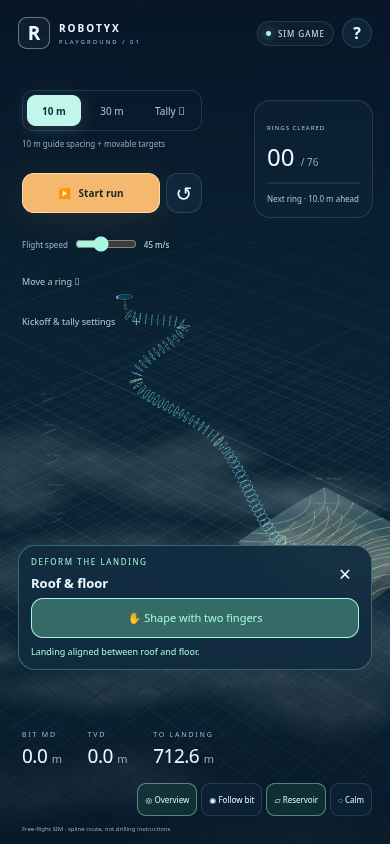 R
ROBOTYX
PLAYGROUND / 01
SIM GAME
?
10 m
30 m
Tally
10 m guide spacing + movable targets
Start run
RINGS CLEARED
00 / 76
Next ring · 10.0 m ahead
Flight speed
45 m/s
Move a ring
Kickoff & tally settings
DEFORM THE LANDING
Roof & floor
Shape with two fingers
Landing aligned between roof and floor.
BIT MD
0.0 m
TVD
0.0 m
TO LANDING
712.6 m
Overview
Follow bit
Reservoir
Calm
Free-flight SIM · spline route, not drilling instructions